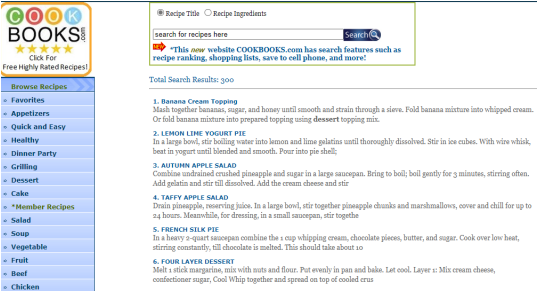 COOK
BOOKS.com
Click For
Free Highly Rated Recipes!
Browse Recipes
» Favorites
» Appetizers
» Quick and Easy
» Healthy
» Dinner Party
» Grilling
» Dessert
» Cake
» *Member Recipes
» Salad
» Soup
» Vegetable
» Fruit
» Beef
» Chicken
Recipe Title Recipe Ingredients
search for recipes here Search
NEW *This new website COOKBOOKS.com has search features such as
recipe ranking, shopping lists, save to cell phone, and more!
Total Search Results: 300
1. Banana Cream Topping
Mash together bananas, sugar, and honey until smooth and strain through a sieve. Fold banana mixture into whipped cream.
Or fold banana mixture into prepared topping using dessert topping mix.
2. LEMON LIME YOGURT PIE
In a large bowl, stir boiling water into lemon and lime gelatins until thoroughly dissolved. Stir in ice cubes. With wire whisk,
beat in yogurt until blended and smooth. Pour into pie shell;
3. AUTUMN APPLE SALAD
Combine undrained crushed pineapple and sugar in a large saucepan. Bring to boil; boil gently for 3 minutes, stirring often.
Add gelatin and stir till dissolved. Add the cream cheese and stir
4. TAFFY APPLE SALAD
Drain pineapple, reserving juice. In a large bowl, stir together pineapple chunks and marshmallows, cover and chill for up to
24 hours. Meanwhile, for dressing, in a small saucepan, stir togethe
5. FRENCH SILK PIE
In a heavy 2-quart saucepan combine the 1 cup whipping cream, chocolate pieces, butter, and sugar. Cook over low heat,
stirring constantly, till chocolate is melted. This should take about 10
6. FOUR LAYER DESSERT
Melt 1 stick margarine, mix with nuts and flour. Put evenly in pan and bake. Let cool. Layer 1: Mix cream cheese,
confectioner sugar, Cool Whip together and spread on top of cooled crus